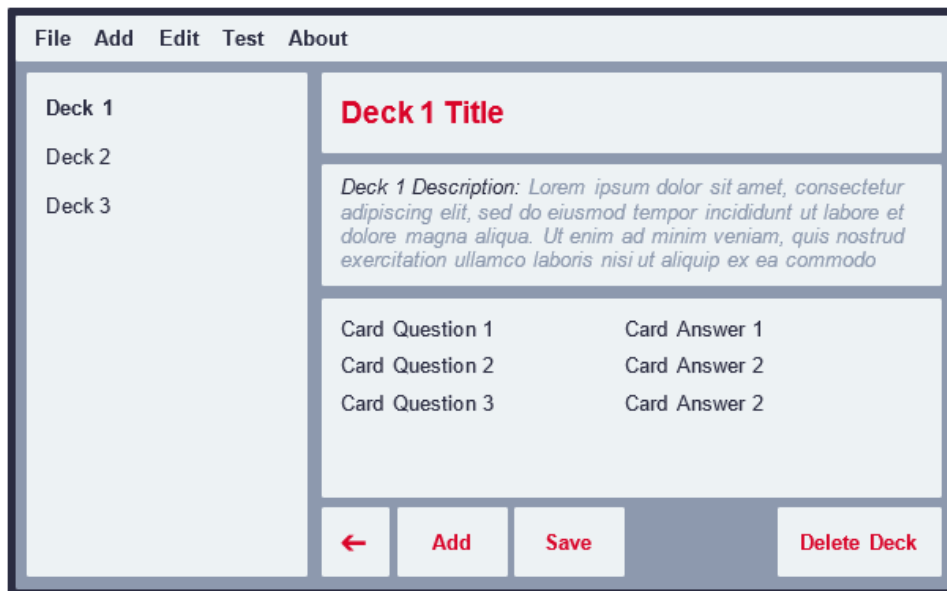 File Add Edit Test About
Deck 1
Deck 2
Deck 3
Deck 1 Title
Deck 1 Description: Lorem ipsum dolor sit amet, consectetur
adipiscing elit, sed do eiusmod tempor incididunt ut labore et
dolore magna aliqua. Ut enim ad minim veniam, quis nostrud
exercitation ullamco laboris nisi ut aliquip ex ea commodo
Card Question 1 Card Answer 1
Card Question 2 Card Answer 2
Card Question 3 Card Answer 2
← Add Save Delete Deck